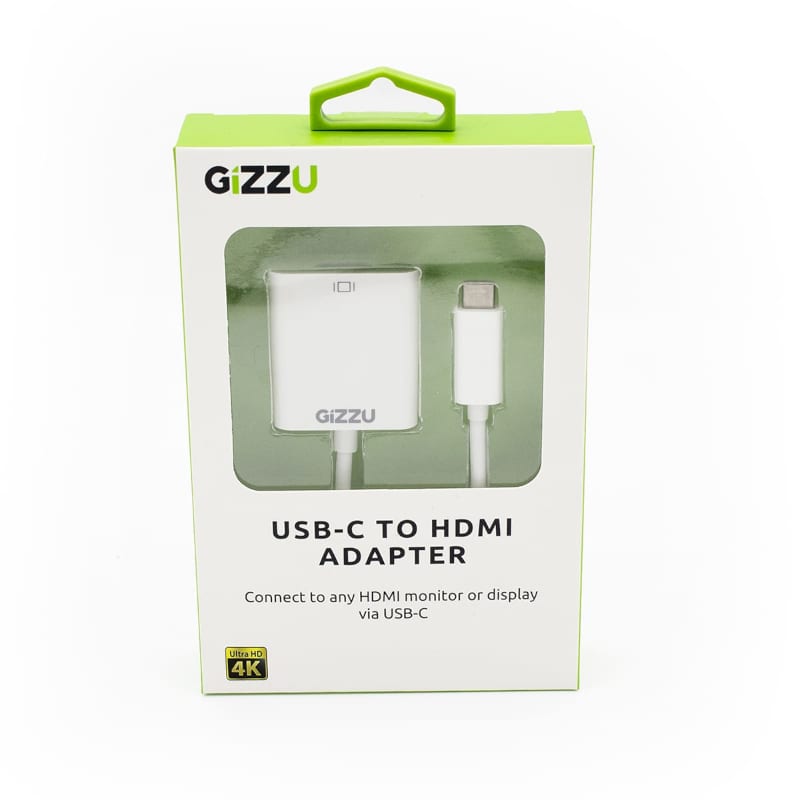 GiZZU
GiZZU
USB-C TO HDMI
ADAPTER
Connect to any HDMI monitor or display
via USB-C
Ultra HD
4K